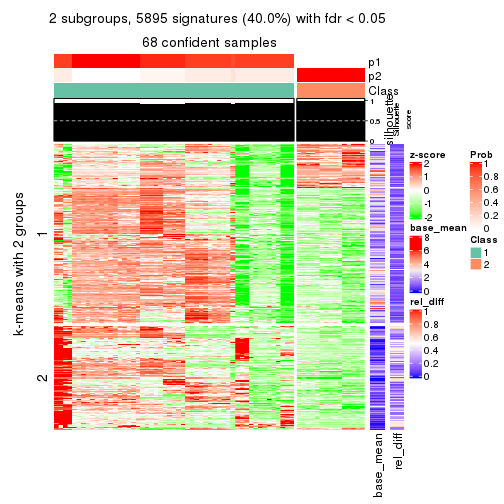 2 subgroups, 5895 signatures (40.0%) with fdr < 0.05
68 confident samples
p1
p2
Class
silhouette
1
0.5
0
Silhouette
score
k-means with 2 groups
1
2
base_mean
rel_diff
z-score
2
1
0
-1
-2
base_mean
8
6
4
2
0
rel_diff
1
0.8
0.6
0.4
0.2
0
Prob
1
0.8
0.6
0.4
0.2
0
Class
1
2